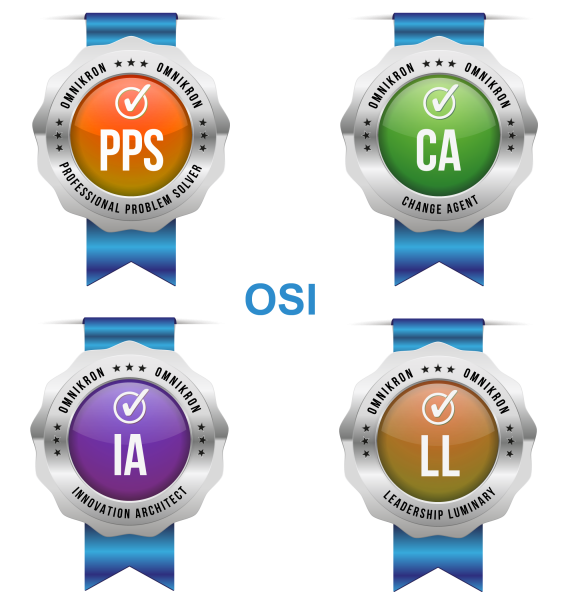 OMNIKRON ★★★ OMNIKRON
PPS
PROFESSIONAL PROBLEM SOLVER
OMNIKRON ★★★ OMNIKRON
CA
CHANGE AGENT
OSI
OMNIKRON ★★★ OMNIKRON
IA
INNOVATION ARCHITECT
OMNIKRON ★★★ OMNIKRON
LL
LEADERSHIP LUMINARY